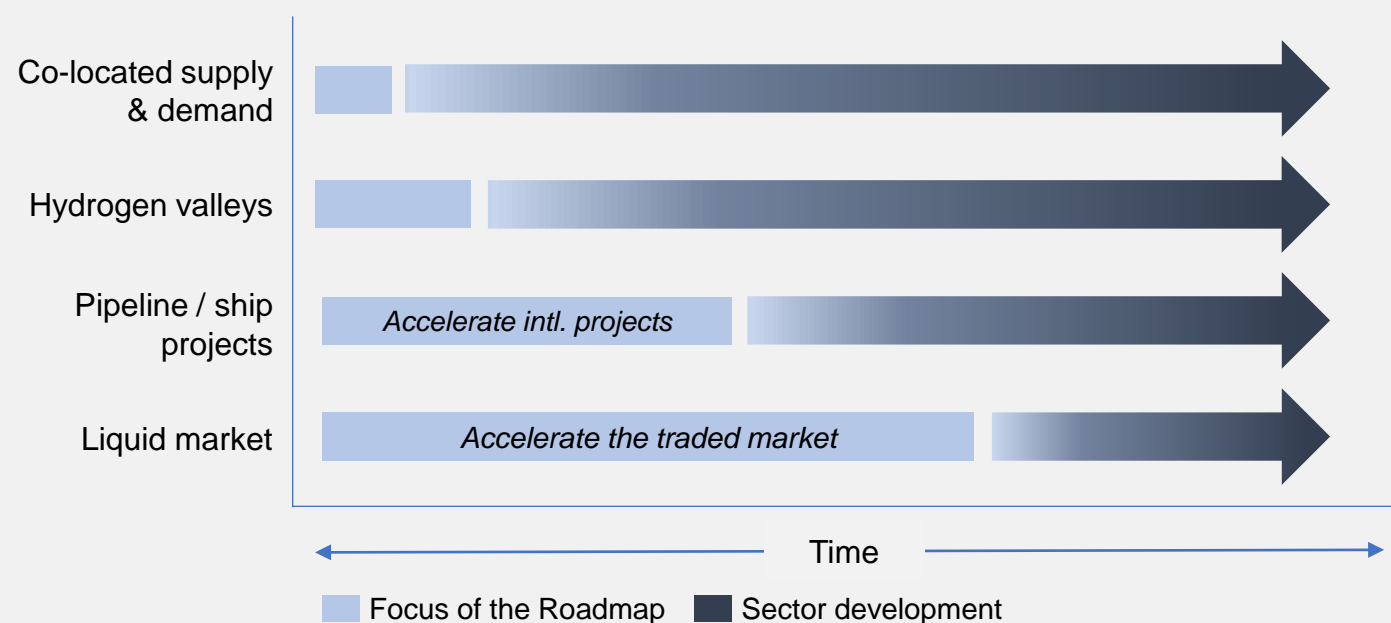 Co-located supply
& demand
Hydrogen valleys
Pipeline / ship
projects
Accelerate intl. projects
Liquid market
Accelerate the traded market
Time
Focus of the Roadmap
Sector development